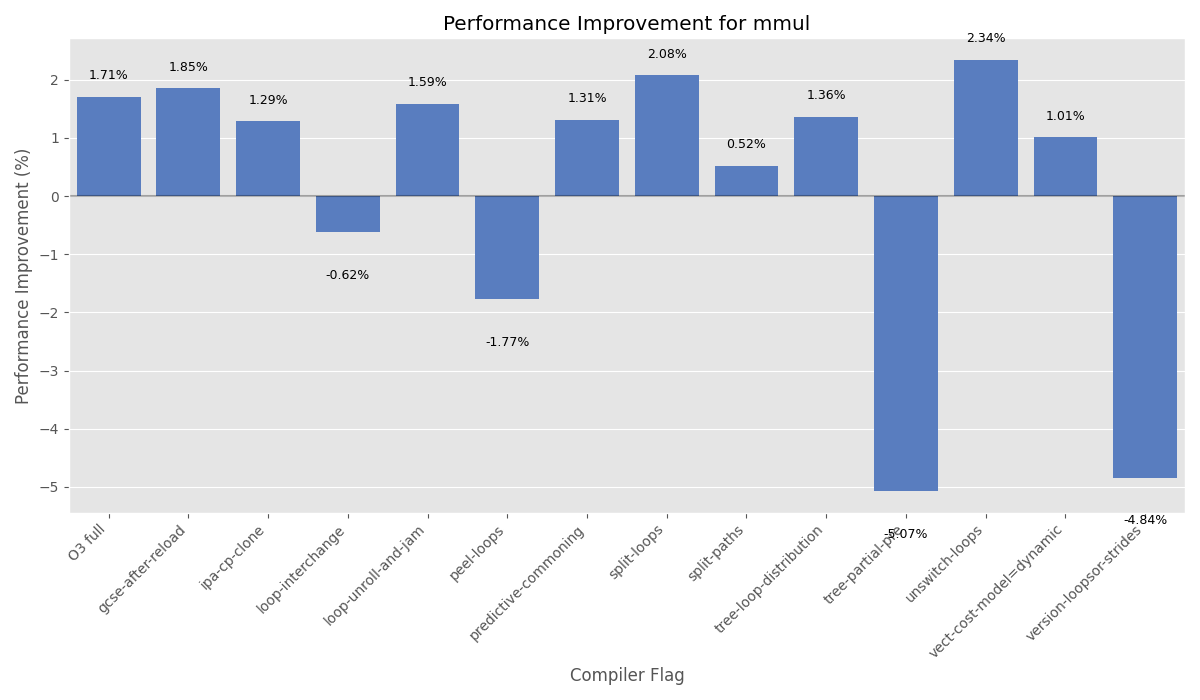 Performance Improvement for mmul
Performance Improvement (%)
2
1
0
−1
−2
−3
−4
−5
1.71%
1.85%
1.29%
-0.62%
1.59%
-1.77%
1.31%
2.08%
0.52%
1.36%
-5.07%
2.34%
1.01%
-4.84%
O3 full
gcse-after-reload
ipa-cp-clone
loop-interchange
loop-unroll-and-jam
peel-loops
predictive-commoning
split-loops
split-paths
tree-loop-distribution
tree-partial-pre
unswitch-loops
vect-cost-model=dynamic
version-loopsor-strides
Compiler Flag